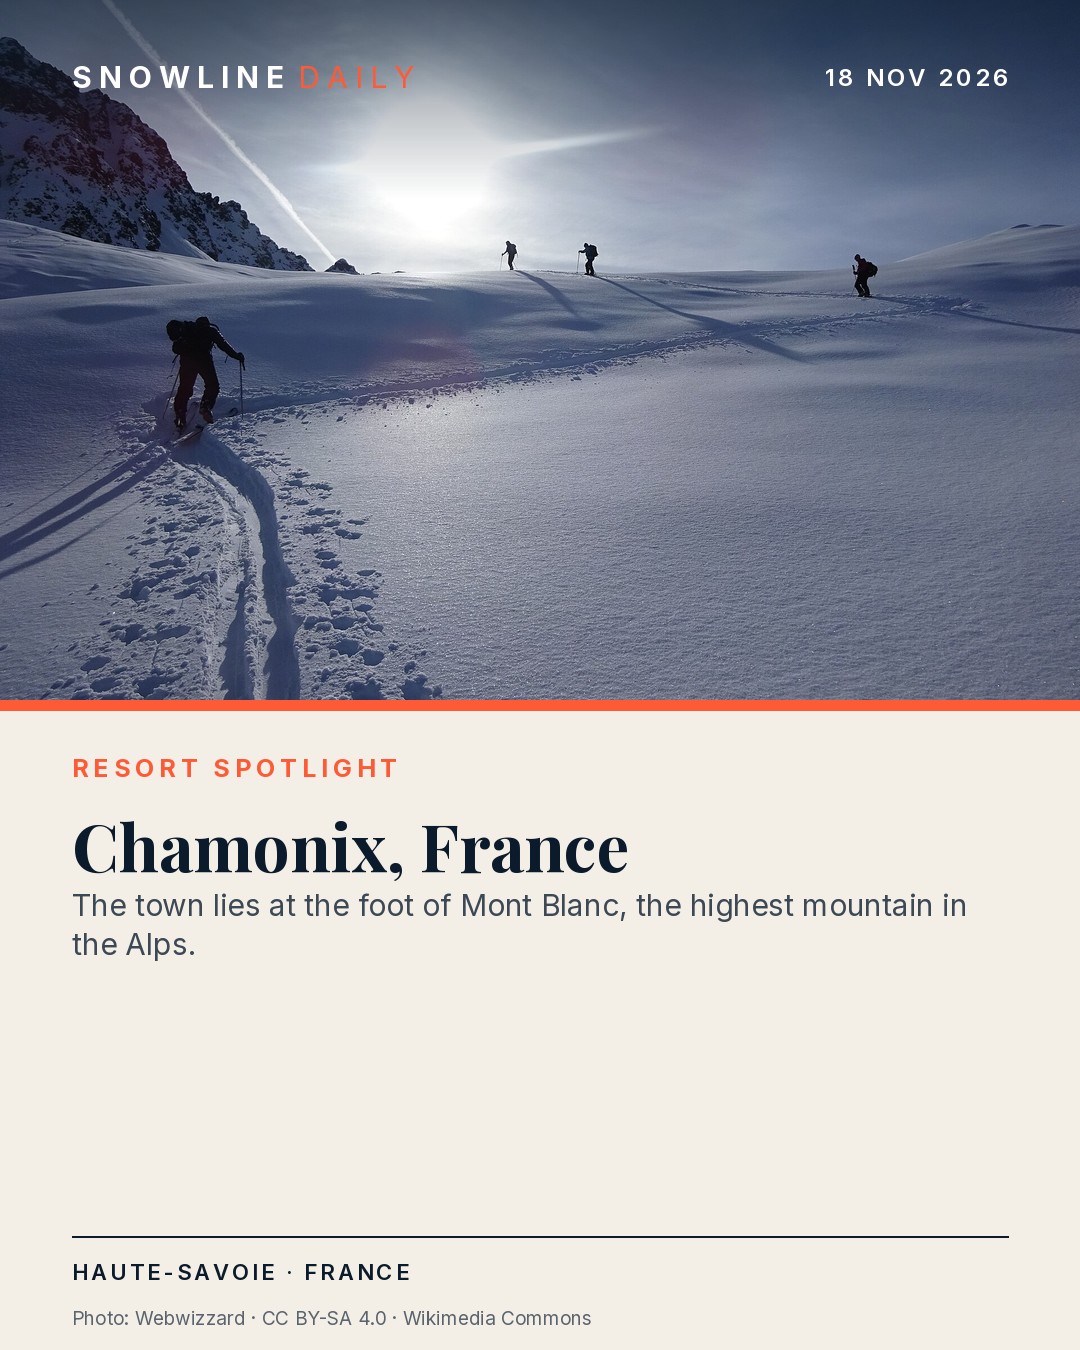 SNOWLINE DAILY
18 NOV 2026
RESORT SPOTLIGHT
Chamonix, France
The town lies at the foot of Mont Blanc, the highest mountain in
the Alps.
HAUTE-SAVOIE · FRANCE
Photo: Webwizzard · CC BY-SA 4.0 · Wikimedia Commons